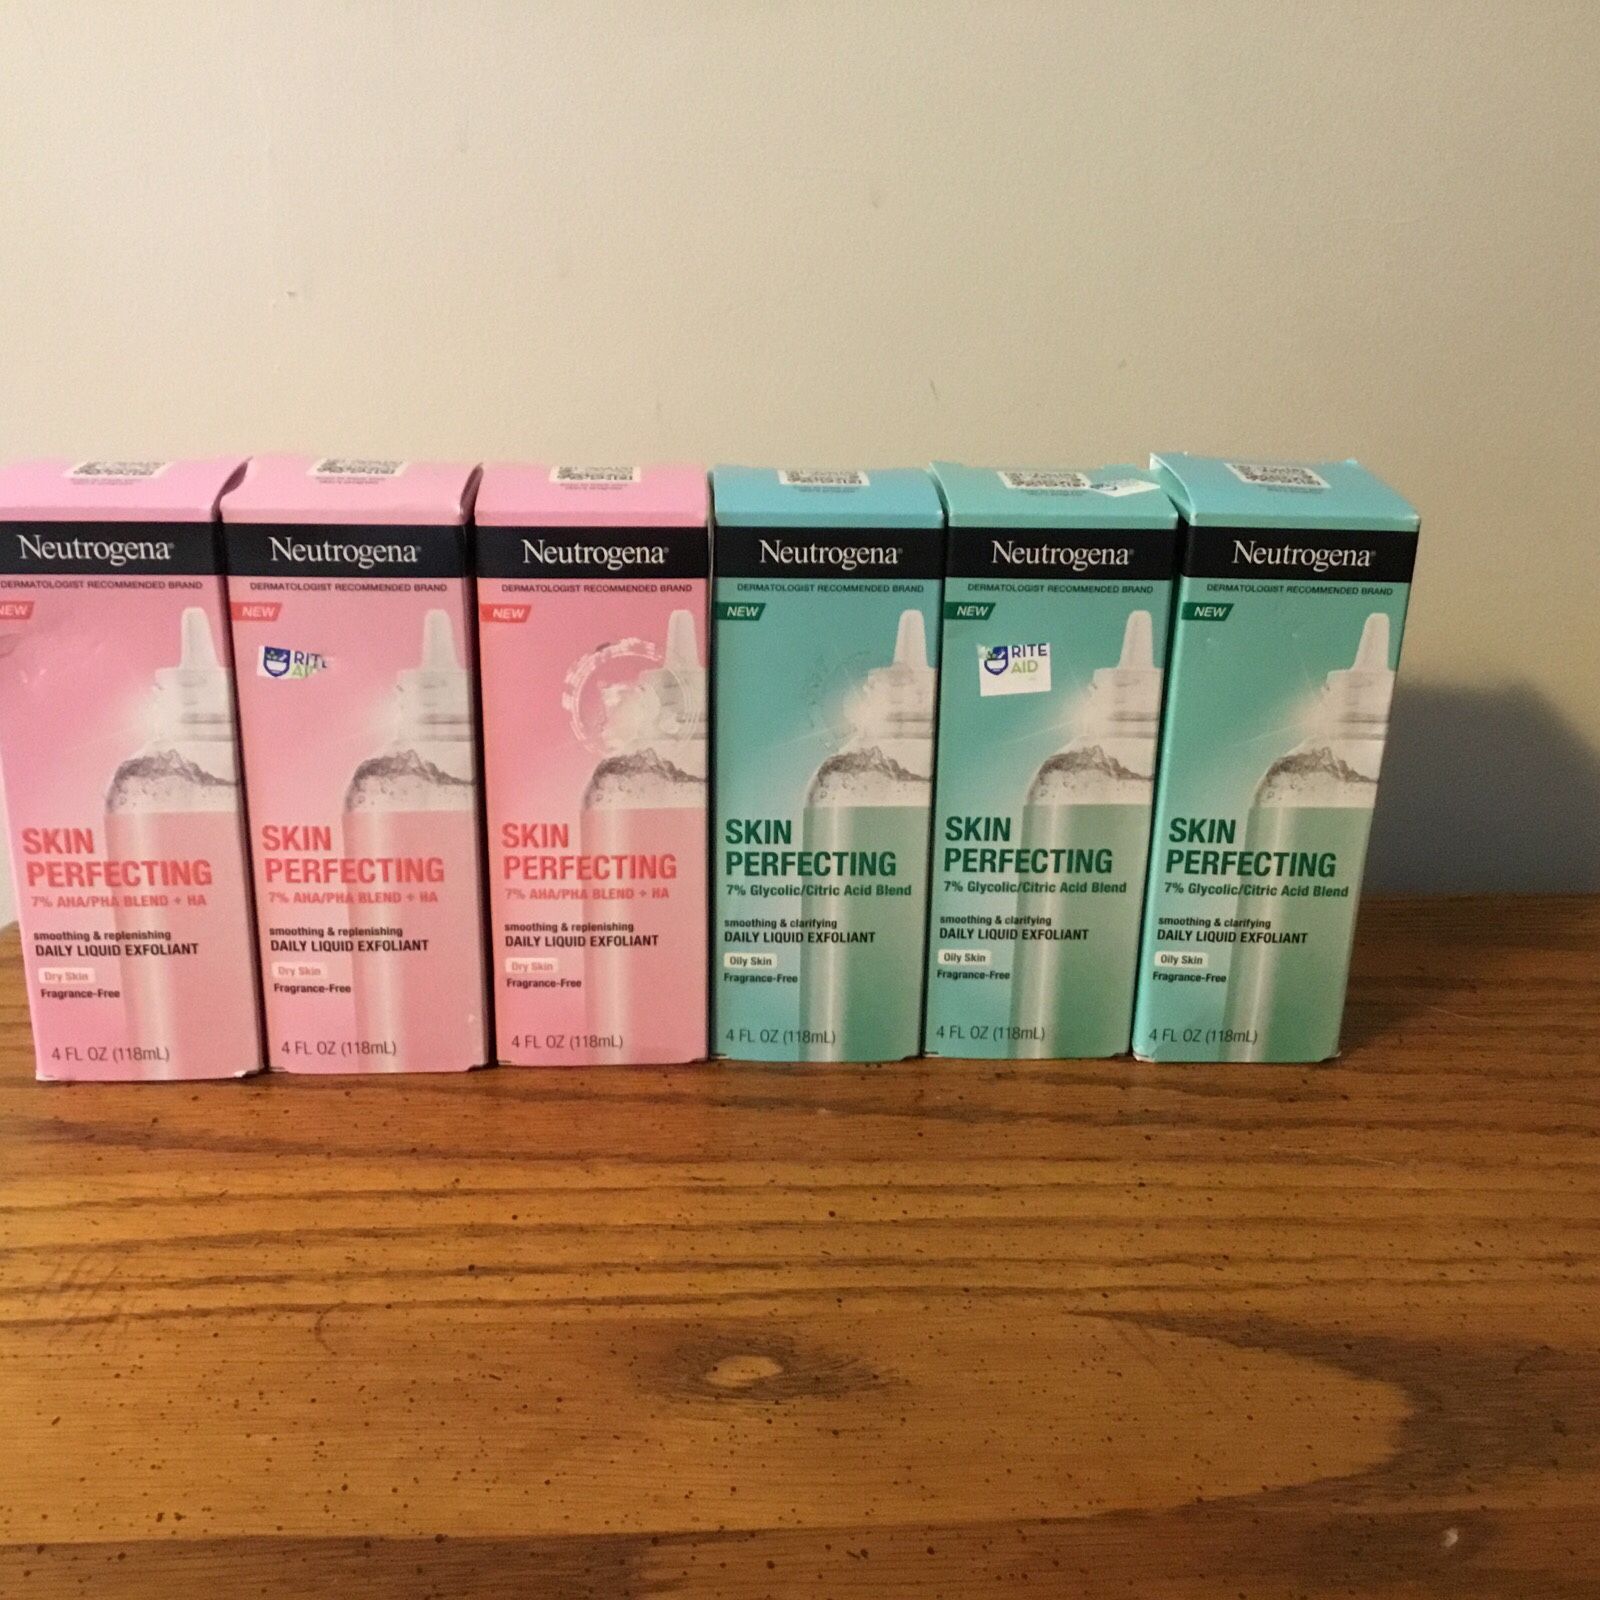 Neutrogena®
DERMATOLOGIST RECOMMENDED BRAND
NEW
SKIN
PERFECTING
7% AHA/PHA BLEND + HA
smoothing & replenishing
DAILY LIQUID EXFOLIANT
Dry Skin
Fragrance-Free
4 FL OZ (118mL)
Neutrogena®
DERMATOLOGIST RECOMMENDED BRAND
NEW
RITE
AID
SKIN
PERFECTING
7% AHA/PHA BLEND + HA
smoothing & replenishing
DAILY LIQUID EXFOLIANT
Dry Skin
Fragrance-Free
4 FL OZ (118mL)
Neutrogena®
DERMATOLOGIST RECOMMENDED BRAND
NEW
SKIN
PERFECTING
7% AHA/PHA BLEND + HA
smoothing & replenishing
DAILY LIQUID EXFOLIANT
Dry Skin
Fragrance-Free
4 FL OZ (118mL)
Neutrogena®
DERMATOLOGIST RECOMMENDED BRAND
NEW
SKIN
PERFECTING
7% Glycolic/Citric Acid Blend
smoothing & clarifying
DAILY LIQUID EXFOLIANT
Oily Skin
Fragrance-Free
4 FL OZ (118mL)
Neutrogena®
DERMATOLOGIST RECOMMENDED BRAND
NEW
RITE
AID
SKIN
PERFECTING
7% Glycolic/Citric Acid Blend
smoothing & clarifying
DAILY LIQUID EXFOLIANT
Oily Skin
Fragrance-Free
4 FL OZ (118mL)
Neutrogena®
DERMATOLOGIST RECOMMENDED BRAND
NEW
SKIN
PERFECTING
7% Glycolic/Citric Acid Blend
smoothing & clarifying
DAILY LIQUID EXFOLIANT
Oily Skin
Fragrance-Free
4 FL OZ (118mL)